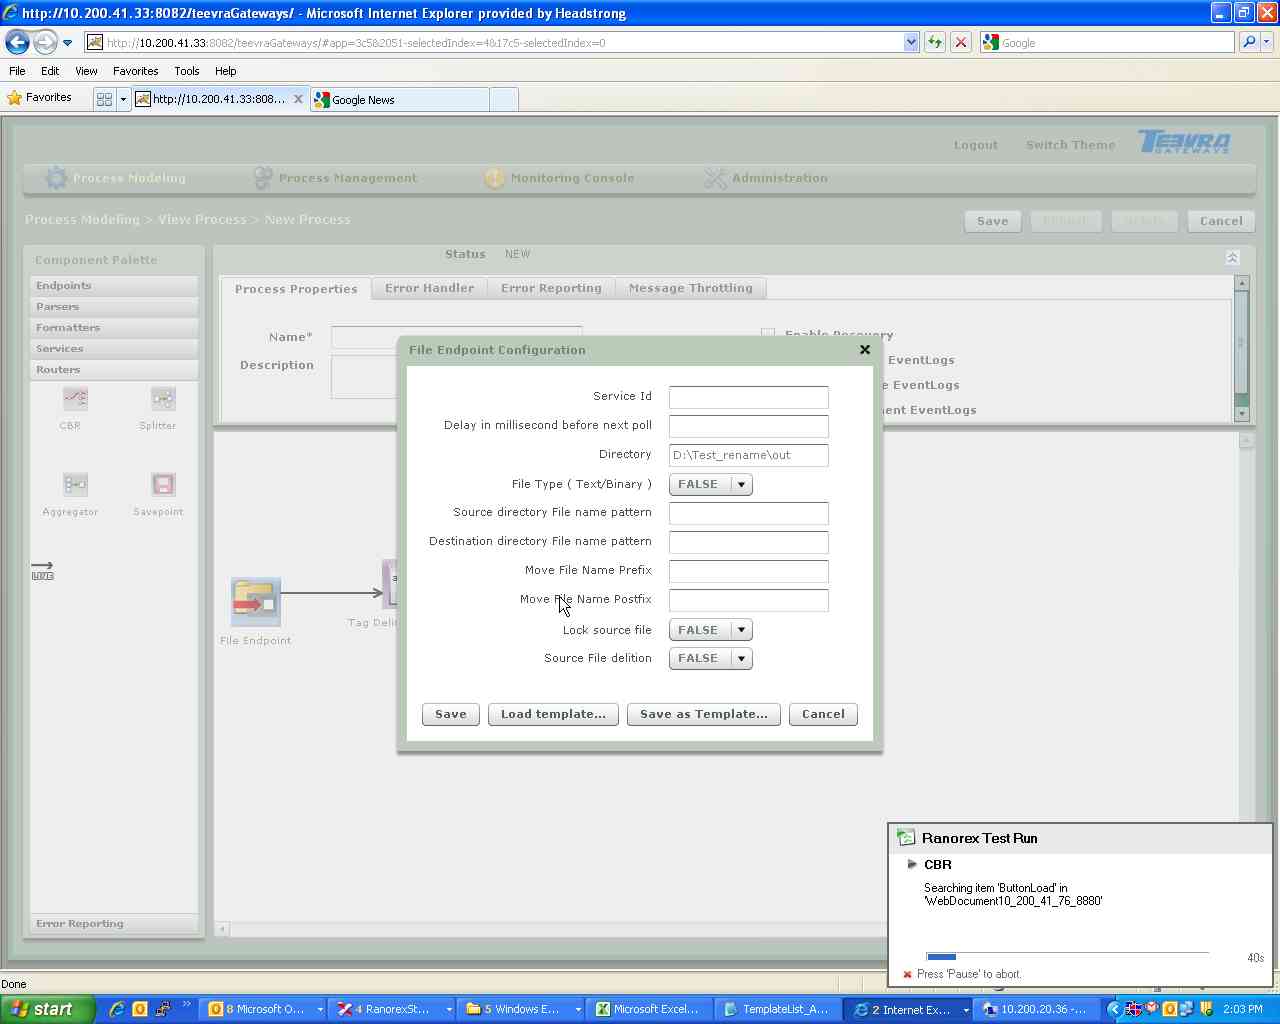 http://10.200.41.33:8082/teevraGateways/ - Microsoft Internet Explorer provided by Headstrong
http://10.200.41.33:8082/teevraGateways/#app=3c58&2051-selectedIndex=4&17c5-selectedIndex=0
Google
File Edit View Favorites Tools Help
Favorites
http://10.200.41.33:808...
Google News
Logout Switch Theme
TEEVRA
GATEWAYS
Process Modeling Process Management Monitoring Console Administration
Process Modeling > View Process > New Process
Save
Cancel
Component Palette
Status NEW
Endpoints
Parsers
Formatters
Services
Routers
CBR Splitter
Aggregator Savepoint
Error Reporting
Process Properties Error Handler Error Reporting Message Throttling
Name*
Enable Recovery
Description
EventLogs
e EventLogs
ent EventLogs
File Endpoint
Tag Deli
File Endpoint Configuration
Service Id
Delay in millisecond before next poll
Directory D:\Test_rename\out
File Type ( Text/Binary ) FALSE
Source directory File name pattern
Destination directory File name pattern
Move File Name Prefix
Move File Name Postfix
Lock source file FALSE
Source File delition FALSE
Save Load template... Save as Template... Cancel
Ranorex Test Run
CBR
Searching item 'ButtonLoad' in
'WebDocument10_200_41_76_8880'
40s
Press 'Pause' to abort.
Done
start
8 Microsoft O...
4 RanorexSt...
5 Windows E...
Microsoft Excel...
TemplateList_A...
2 Internet Ex...
10.200.20.36 -...
2:03 PM